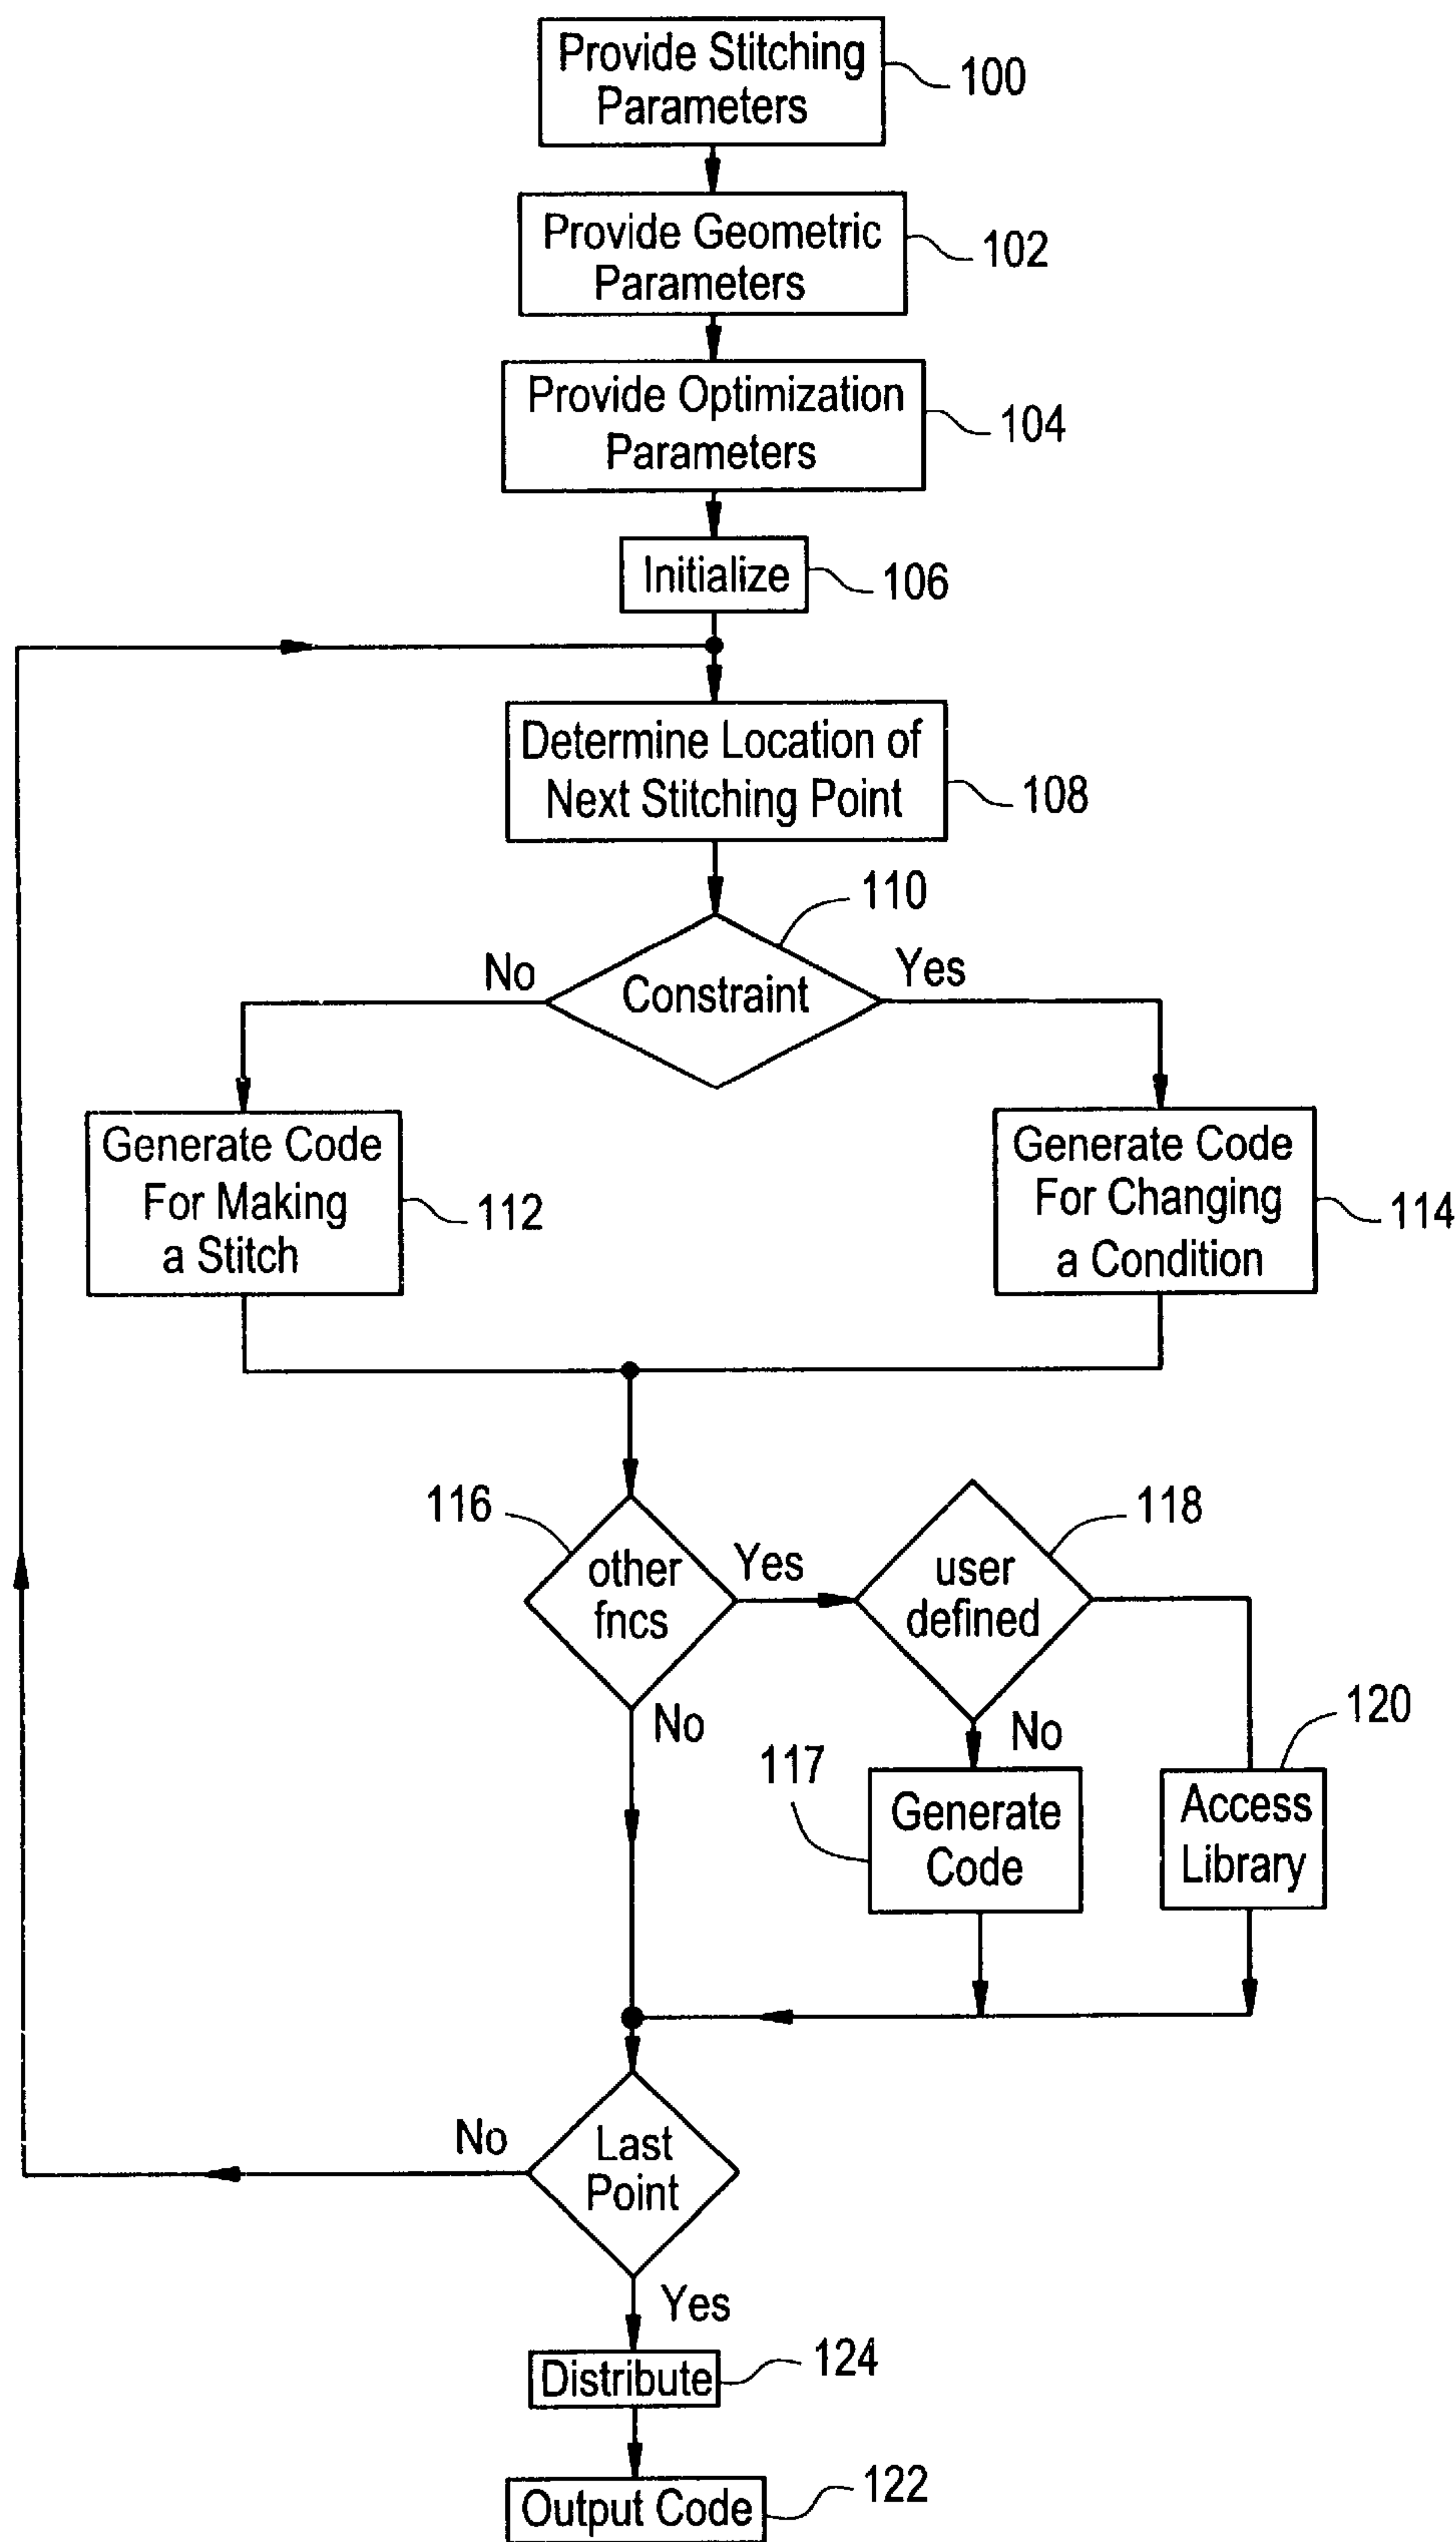 Provide Stitching
Parameters
100
Provide Geometric
Parameters
102
Provide Optimization
Parameters
104
Initialize
106
Determine Location of
Next Stitching Point
108
110
No
Constraint
Yes
Generate Code
For Making
a Stitch
112
Generate Code
For Changing
a Condition
114
116
other
fncs
Yes
No
118
user
defined
No
117
Generate
Code
120
Access
Library
No
Last
Point
Yes
Distribute
124
Output Code
122